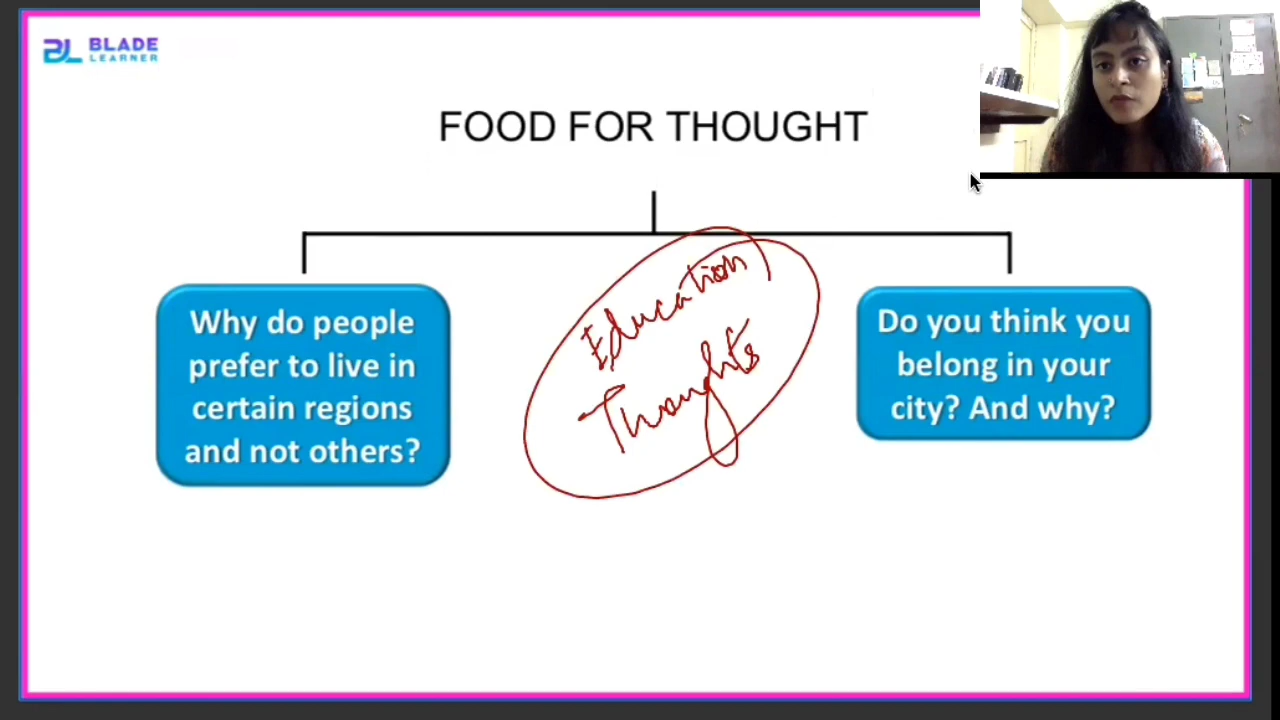 BLADE
LEARNER
FOOD FOR THOUGHT
Why do people
prefer to live in
certain regions
and not others?
Education
Thoughts
Do you think you
belong in your
city? And why?